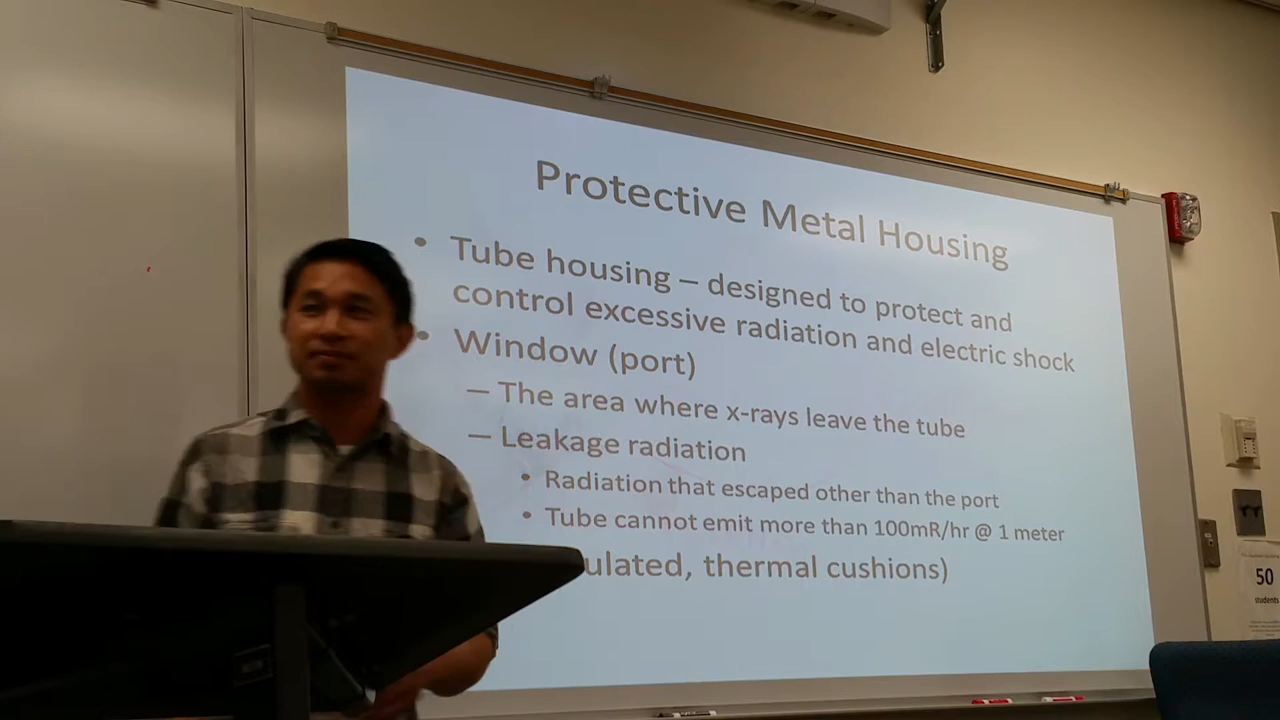 Protective Metal Housing
• Tube housing – designed to protect and
control excessive radiation and electric shock
• Window (port)
– The area where x-rays leave the tube
– Leakage radiation
• Radiation that escaped other than the port
• Tube cannot emit more than 100mR/hr @ 1 meter
ulated, thermal cushions)
50
students